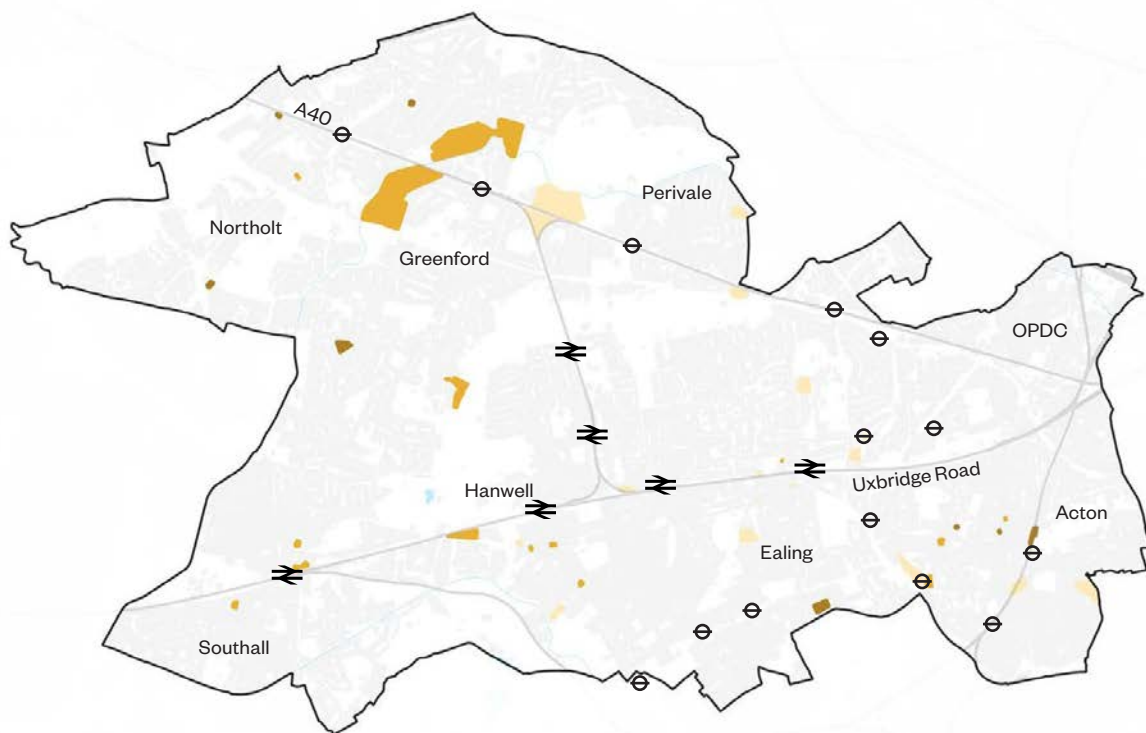 A40
Perivale
Northolt
Greenford
OPDC
Hanwell
Uxbridge Road
Acton
Ealing
Southall